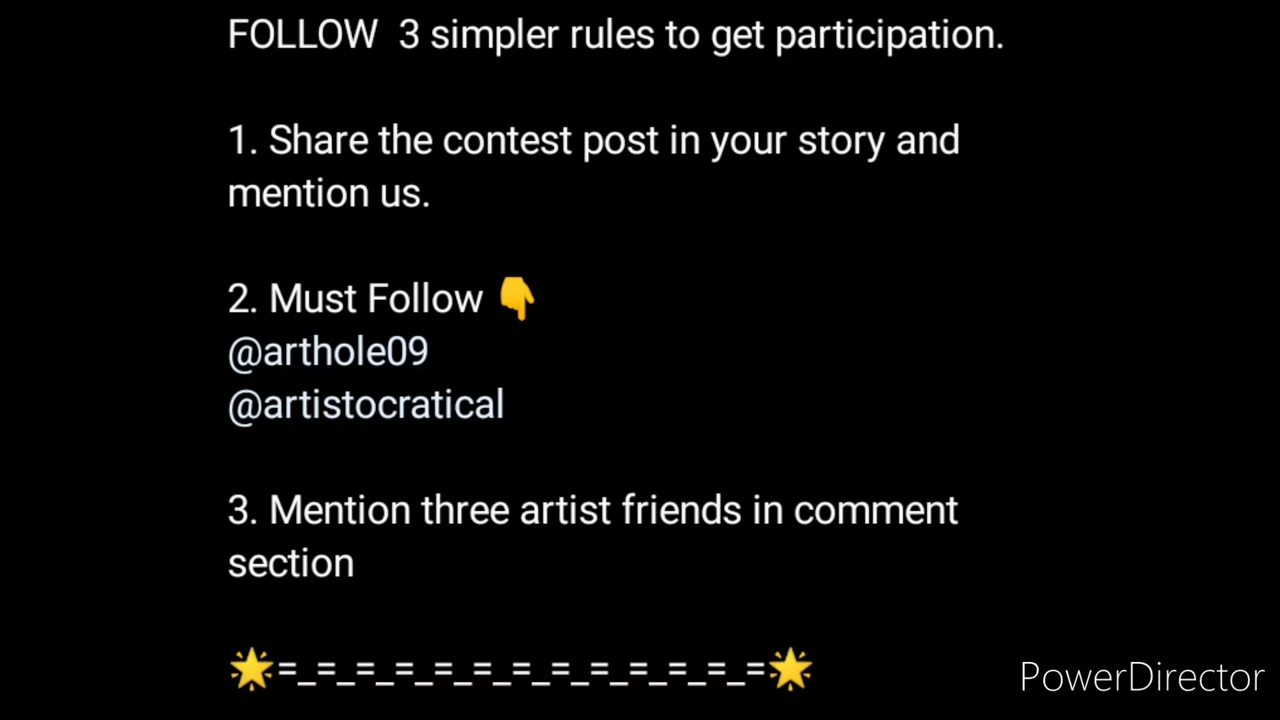 FOLLOW  3 simpler rules to get participation.
1. Share the contest post in your story and
mention us.
2. Must Follow 👇
@arthole09
@artistocratical
3. Mention three artist friends in comment
section
🌟=_=_=_=_=_=_=_=_=_=_=_=_=🌟
PowerDirector